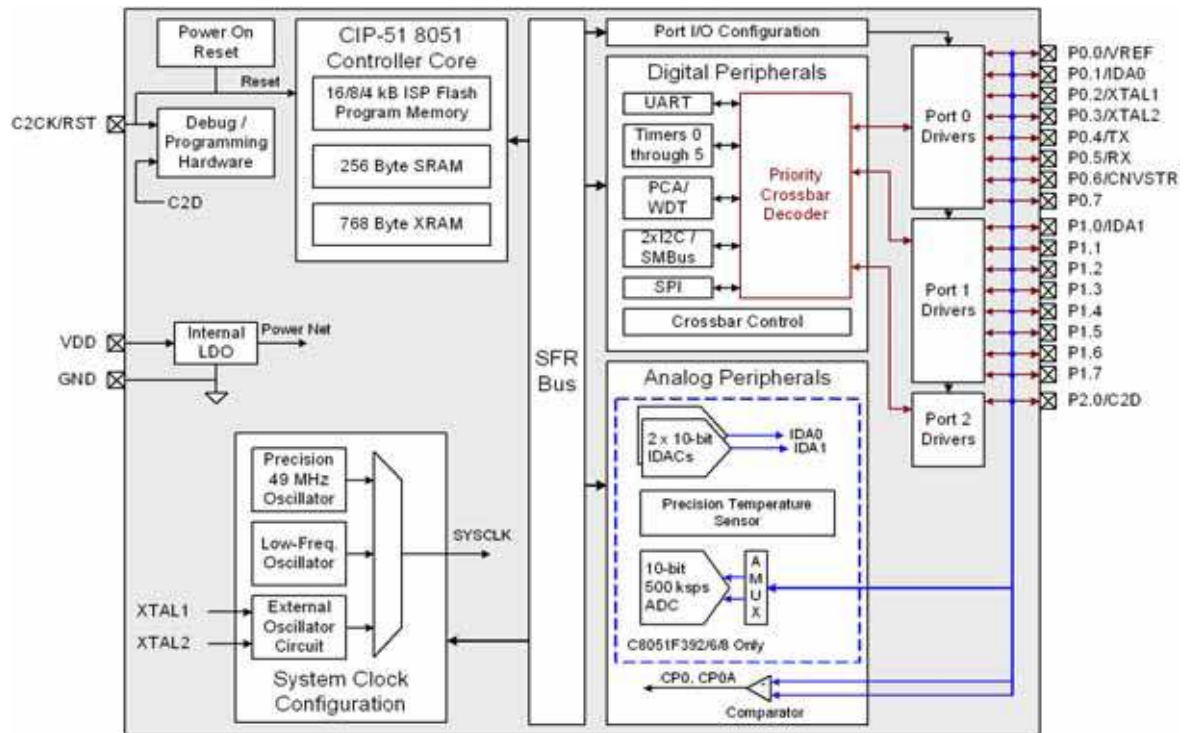 Power On
Reset
Reset
C2CK/RST
Debug /
Programming
Hardware
C2D
CIP-51 8051
Controller Core
16/8/4 kB ISP Flash
Program Memory
256 Byte SRAM
768 Byte XRAM
VDD
GND
Internal
LDO
Power Net
Precision
49 MHz
Oscillator
Low-Freq.
Oscillator
XTAL1
XTAL2
External
Oscillator
Circuit
SYSCLK
System Clock
Configuration
SFR
Bus
Port I/O Configuration
Digital Peripherals
UART
Timers 0
through 5
PCA/
WDT
2xI2C /
SMBus
SPI
Priority
Crossbar
Decoder
Crossbar Control
Analog Peripherals
2 x 10-bit
IDACs
IDA0
IDA1
Precision Temperature
Sensor
10-bit
500 ksps
ADC
AMUX
C8051F392/6/8 Only
CP0, CP0A
+
-
Comparator
Port 0
Drivers
Port 1
Drivers
Port 2
Drivers
P0.0/VREF
P0.1/IDA0
P0.2/XTAL1
P0.3/XTAL2
P0.4/TX
P0.5/RX
P0.6/CNVSTR
P0.7
P1.0/IDA1
P1.1
P1.2
P1.3
P1.4
P1.5
P1.6
P1.7
P2.0/C2D